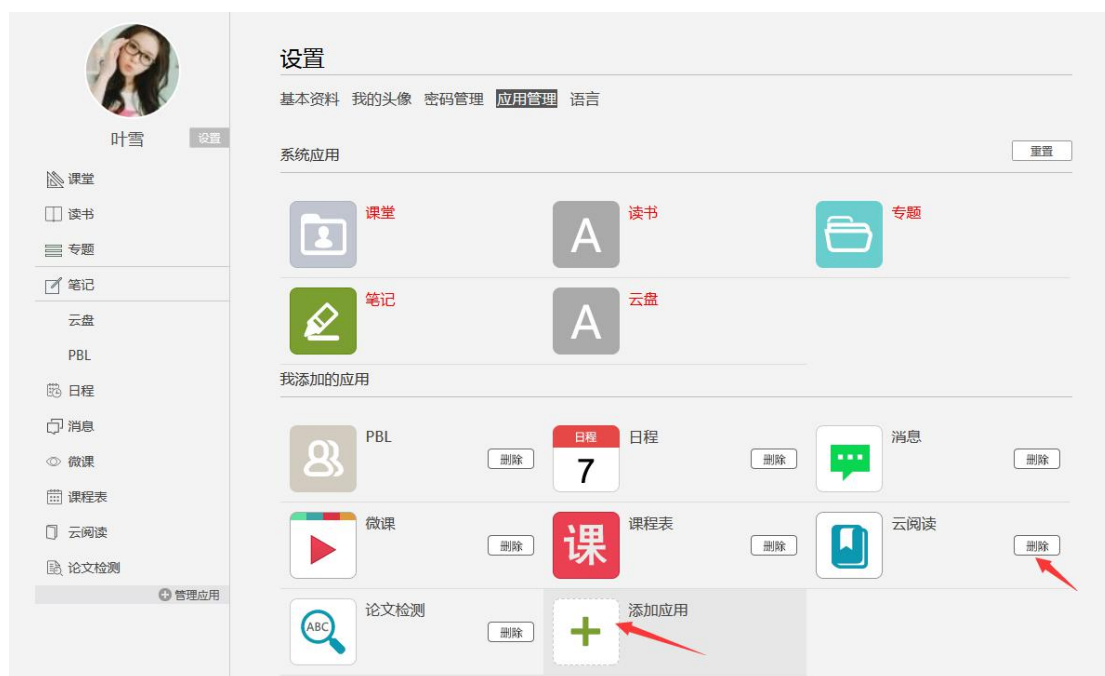 设置
基本资料 我的头像 密码管理 应用管理 语言
叶雪 设置
系统应用 重置
课堂
读书
专题
笔记
云盘
PBL
日程
消息
微课
课程表
云阅读
论文检测
管理应用
课堂 A 读书 专题
笔记 A 云盘
我添加的应用
PBL 删除 日程 7 日程 删除 消息 删除
微课 删除 课 课程表 删除 云阅读 删除
ABC 论文检测 删除 添加应用